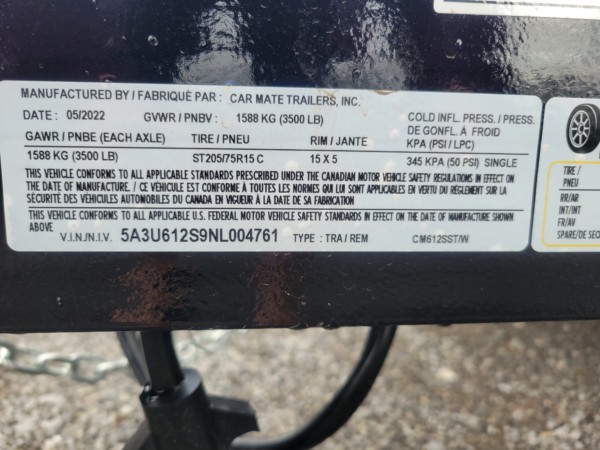 MANUFACTURED BY / FABRIQUÉ PAR : CAR MATE TRAILERS, INC.
DATE : 05/2022 GVWR / PNBV : 1588 KG (3500 LB) COLD INFL. PRESS. / PRESS.
DE GONFL. À FROID
GAWR / PNBE (EACH AXLE) TIRE / PNEU RIM / JANTE KPA (PSI / LPC)
1588 KG (3500 LB) ST205/75R15 C 15 X 5 345 KPA (50 PSI) SINGLE
THIS VEHICLE CONFORMS TO ALL APPLICABLE STANDARDS PRESCRIBED UNDER THE CANADIAN MOTOR VEHICLE SAFETY REGULATIONS IN EFFECT ON
THE DATE OF MANUFACTURE. / CE VÉHICULE EST CONFORME À TOUTES LES NORMES QUI LUI SONT APPLICABLES EN VERTU DU RÈGLEMENT SUR LA
SÉCURITÉ DES VÉHICULES AUTOMOBILES DU CANADA EN VIGUEUR À LA DATE DE SA FABRICATION
THIS VEHICLE CONFORMS TO ALL APPLICABLE U.S. FEDERAL MOTOR VEHICLE SAFETY STANDARDS IN EFFECT ON THE DATE OF MANUFACTURE SHOWN
ABOVE
V.I.N./N.I.V. 5A3U612S9NL004761 TYPE : TRA / REM CM612SST/W
TIRE /
PNEU
RR/AR
INT/INT
FR/AV
SPARE/DE SEC